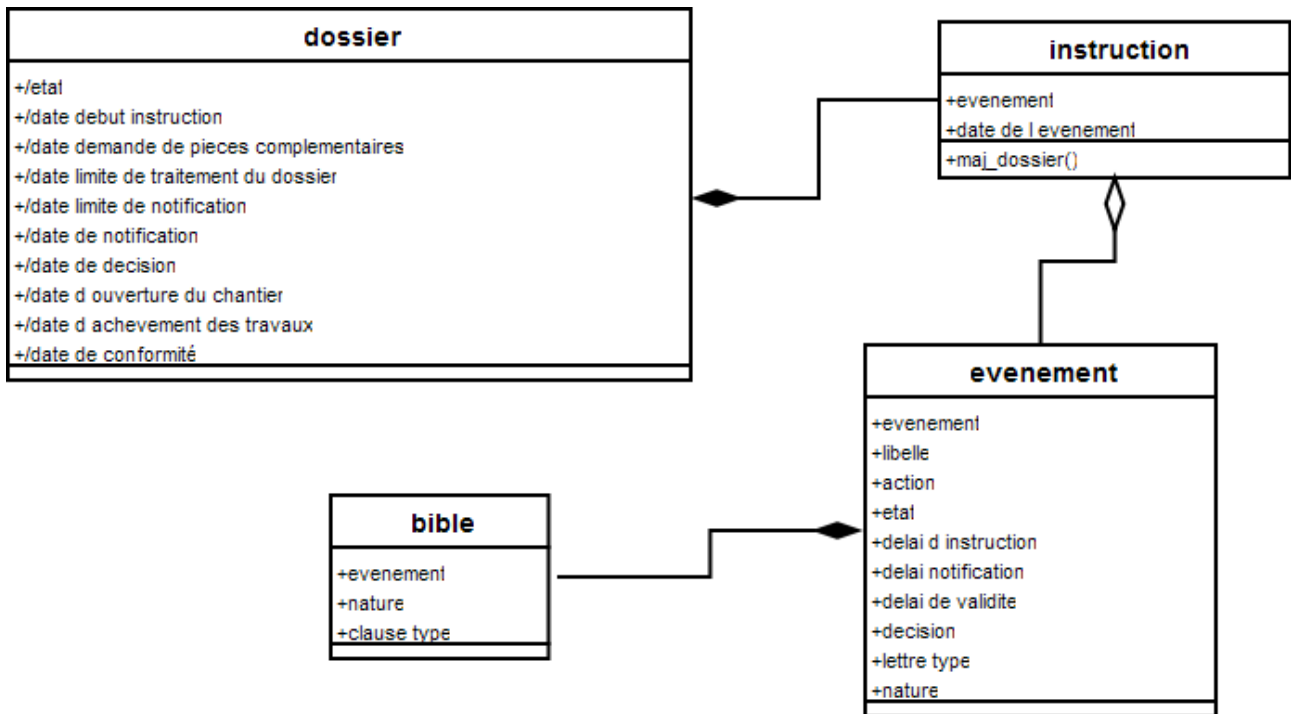 dossier
+/etat
+/date debut instruction
+/date demande de pieces complementaires
+/date limite de traitement du dossier
+/date limite de notification
+/date de notification
+/date de decision
+/date d ouverture du chantier
+/date d achevement des travaux
+/date de conformité
instruction
+evenement
+date de l evenement
+maj_dossier()
evenement
+evenement
+libelle
+action
+etat
+delai d instruction
+delai notification
+delai de validite
+decision
+lettre type
+nature
bible
+evenement
+nature
+clause type